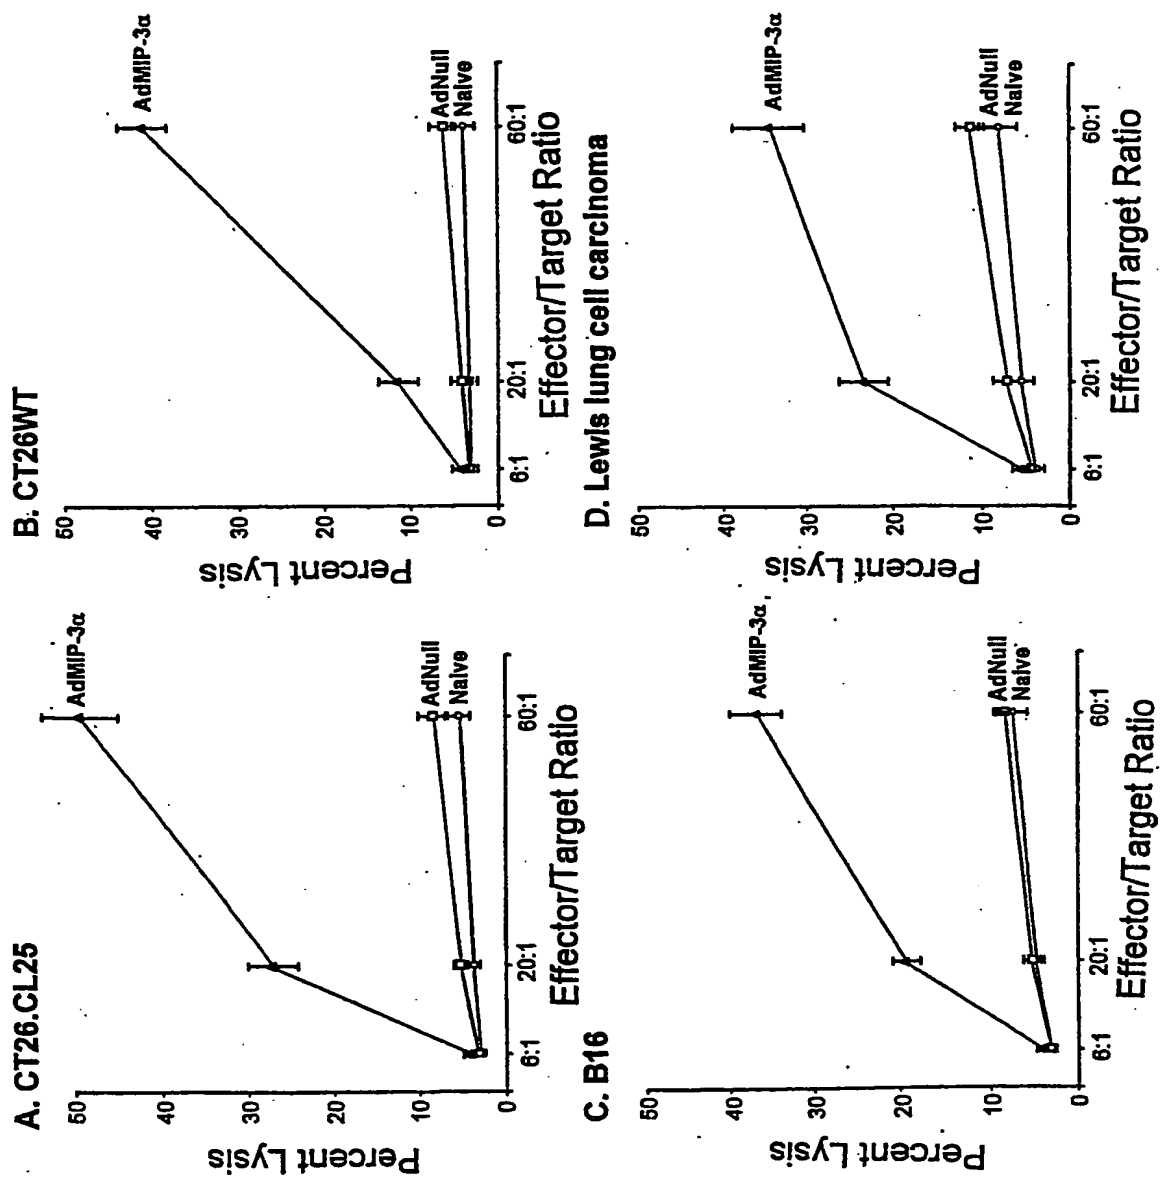 A. CT26.CL25
Percent Lysis
50
40
30
20
10
0
AdMIP-3α
AdNull
Naive
6:1
20:1
60:1
Effector/Target Ratio
B. CT26WT
Percent Lysis
50
40
30
20
10
0
AdMIP-3α
AdNull
Naive
6:1
20:1
60:1
Effector/Target Ratio
C. B16
Percent Lysis
50
40
30
20
10
0
AdMIP-3α
AdNull
Naive
6:1
20:1
60:1
Effector/Target Ratio
D. Lewis lung cell carcinoma
Percent Lysis
50
40
30
20
10
0
AdMIP-3α
AdNull
Naive
6:1
20:1
60:1
Effector/Target Ratio